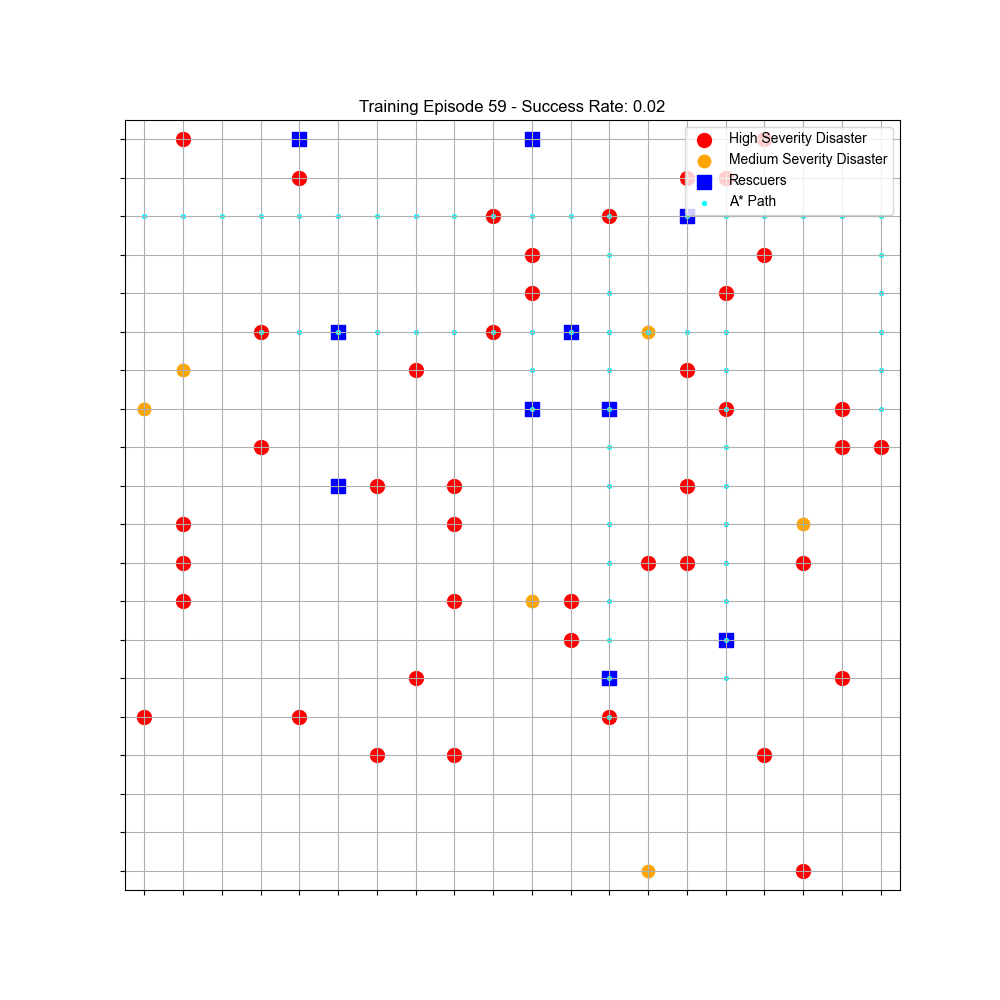 Training Episode 59 - Success Rate: 0.02
High Severity Disaster
Medium Severity Disaster
Rescuers
A* Path